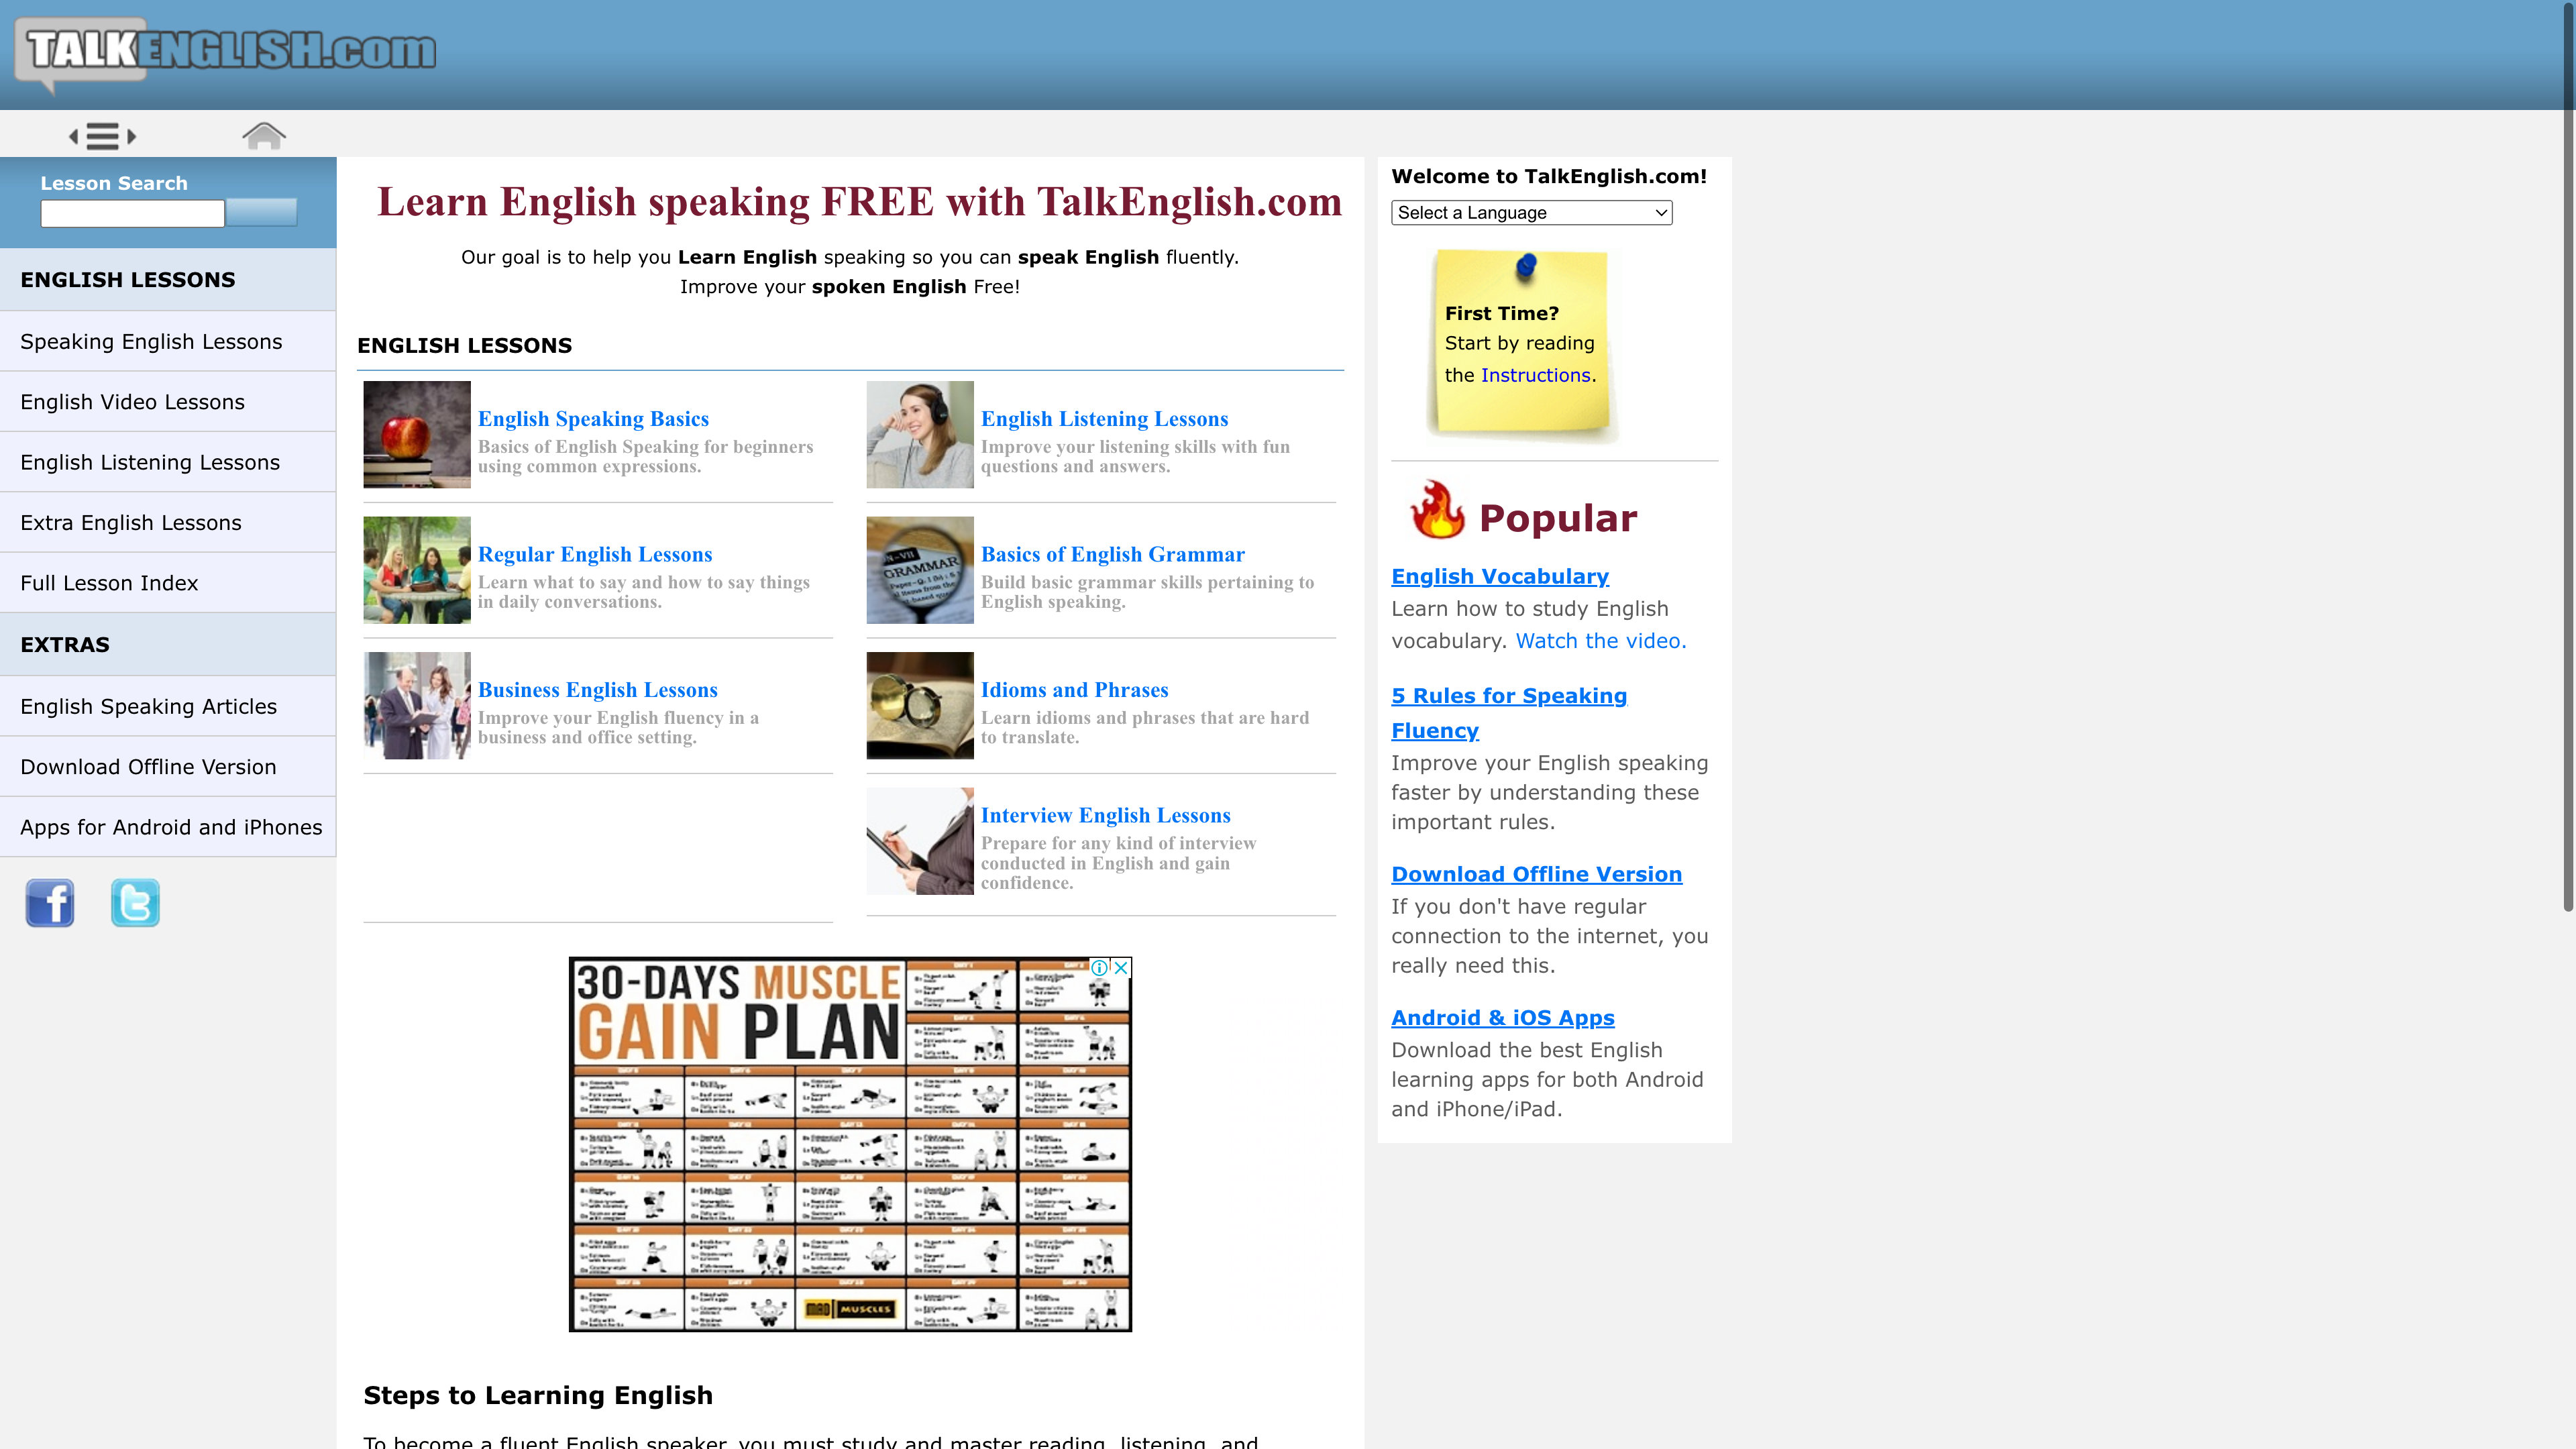 TALKENGLISH.com
Lesson Search
ENGLISH LESSONS
Speaking English Lessons
English Video Lessons
English Listening Lessons
Extra English Lessons
Full Lesson Index
EXTRAS
English Speaking Articles
Download Offline Version
Apps for Android and iPhones
Learn English speaking FREE with TalkEnglish.com
Our goal is to help you Learn English speaking so you can speak English fluently.
Improve your spoken English Free!
ENGLISH LESSONS
English Speaking Basics
Basics of English Speaking for beginners
using common expressions.
English Listening Lessons
Improve your listening skills with fun
questions and answers.
Regular English Lessons
Learn what to say and how to say things
in daily conversations.
GRAMMAR
Basics of English Grammar
Build basic grammar skills pertaining to
English speaking.
Business English Lessons
Improve your English fluency in a
business and office setting.
Idioms and Phrases
Learn idioms and phrases that are hard
to translate.
Interview English Lessons
Prepare for any kind of interview
conducted in English and gain
confidence.
30-DAYS MUSCLE
GAIN PLAN
MAD MUSCLES
Steps to Learning English
To become a fluent English speaker, you must study and master reading, listening, and
Welcome to TalkEnglish.com!
Select a Language
First Time?
Start by reading
the Instructions.
Popular
English Vocabulary
Learn how to study English
vocabulary. Watch the video.
5 Rules for Speaking
Fluency
Improve your English speaking
faster by understanding these
important rules.
Download Offline Version
If you don't have regular
connection to the internet, you
really need this.
Android & iOS Apps
Download the best English
learning apps for both Android
and iPhone/iPad.